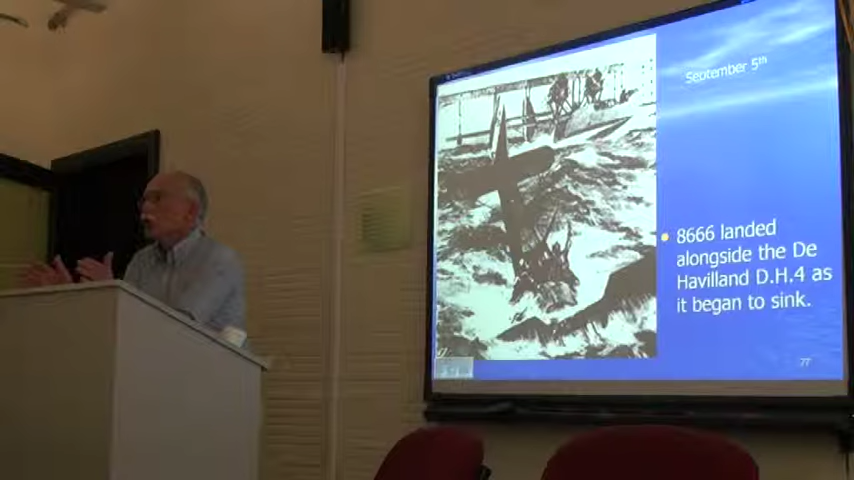 September 5th
8666 landed
alongside the De
Havilland D.H.4 as
it began to sink.
77